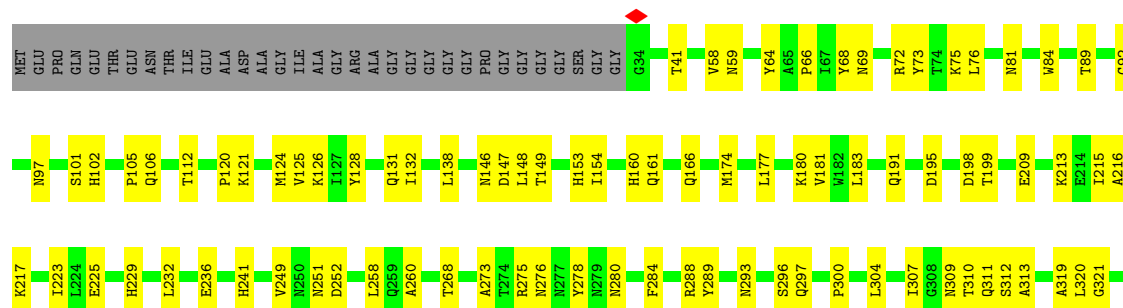 MET GLU PRO GLN GLU THR GLU ASN THR ILE GLU ALA ASP ALA GLY ILE ALA GLY ARG ALA GLY GLY GLY GLY GLY PRO GLY GLY GLY GLY SER GLY GLY G34 T41 V58 N59 Y64 A65 P66 I67 Y68 N69 R72 Y73 T74 K75 L76 N81 W84 T89
N97 S101 H102 P105 Q106 T112 P120 K121 M124 V125 K126 I127 Y128 Q131 I132 L138 N146 D147 L148 T149 H153 I154 H160 Q161 Q166 M174 L177 K180 V181 W182 L183 Q191 D195 D198 T199 E209 K213 E214 I215 A216
K217 I223 L224 E225 H229 L232 E236 H241 V249 N250 N251 D252 L258 Q259 A260 T268 A273 T274 R275 N276 N277 Y278 N279 N280 F284 R288 Y289 N293 S296 Q297 P300 L304 I307 G308 N309 T310 Q311 S312 A313 A319 L320 G321